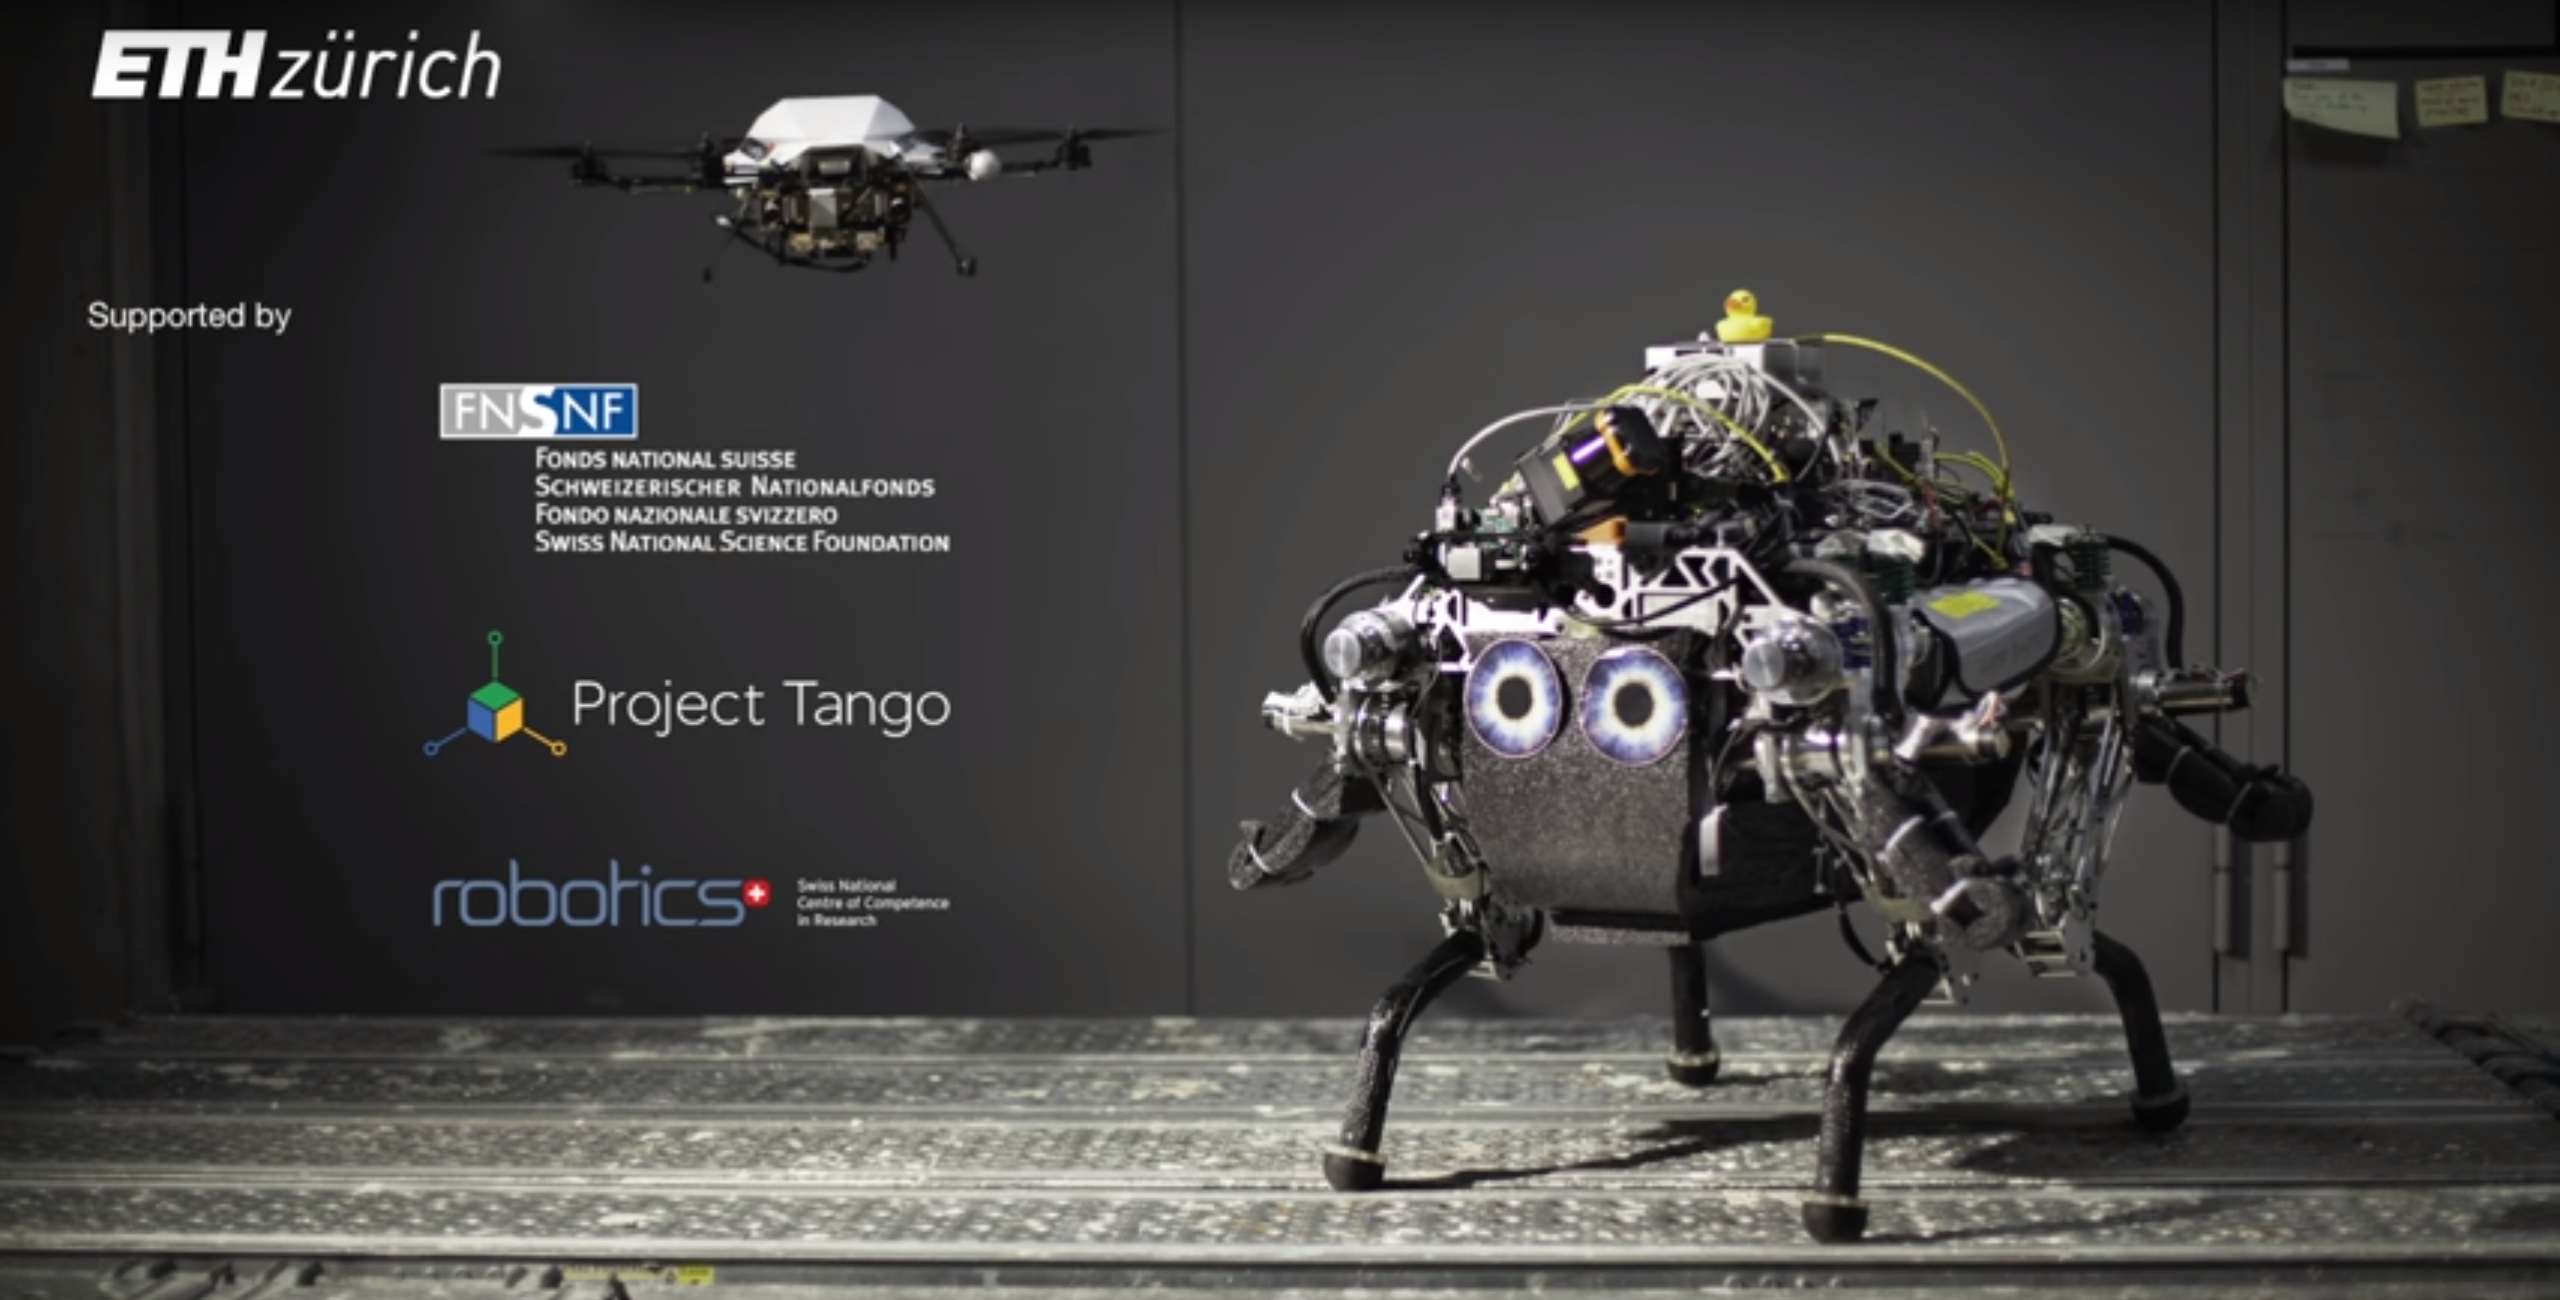 ETH zürich
Supported by
FNSNF
FONDS NATIONAL SUISSE
SCHWEIZERISCHER NATIONALFONDS
FONDO NAZIONALE SVIZZERO
SWISS NATIONAL SCIENCE FOUNDATION
Project Tango
robotics
Swiss National
Centre of Competence
in Research